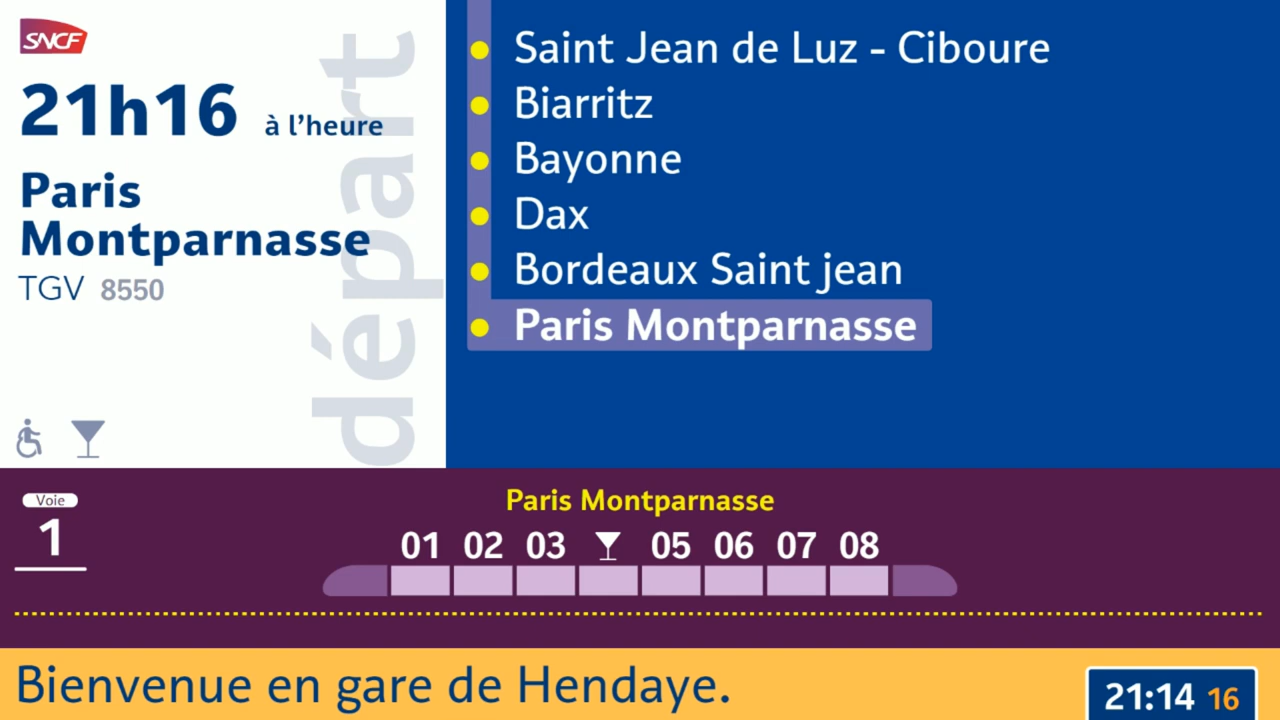 SNCF
21h16 à l'heure
Paris
Montparnasse
TGV 8550
départ
Saint Jean de Luz - Ciboure
Biarritz
Bayonne
Dax
Bordeaux Saint jean
Paris Montparnasse
Voie
1
Paris Montparnasse
01 02 03 05 06 07 08
Bienvenue en gare de Hendaye.
21:14 16